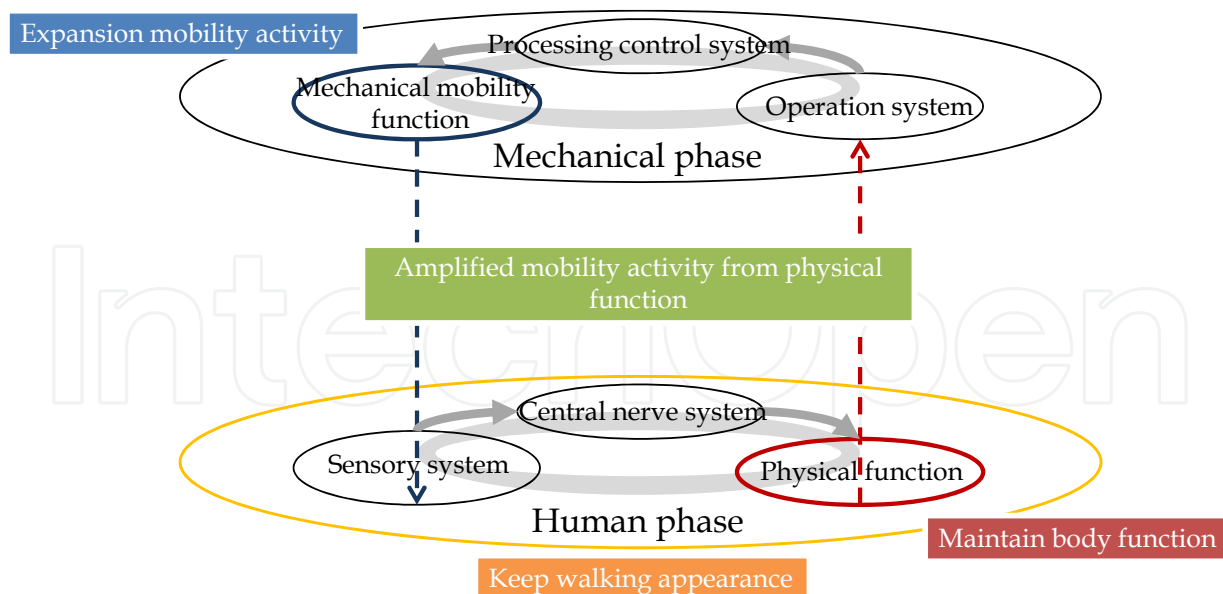 Expansion mobility activity
Processing control system
Mechanical mobility
function
Operation system
Mechanical phase
Amplified mobility activity from physical
function
IntechOpen
Central nerve system
Sensory system
Physical function
Human phase
Maintain body function
Keep walking appearance